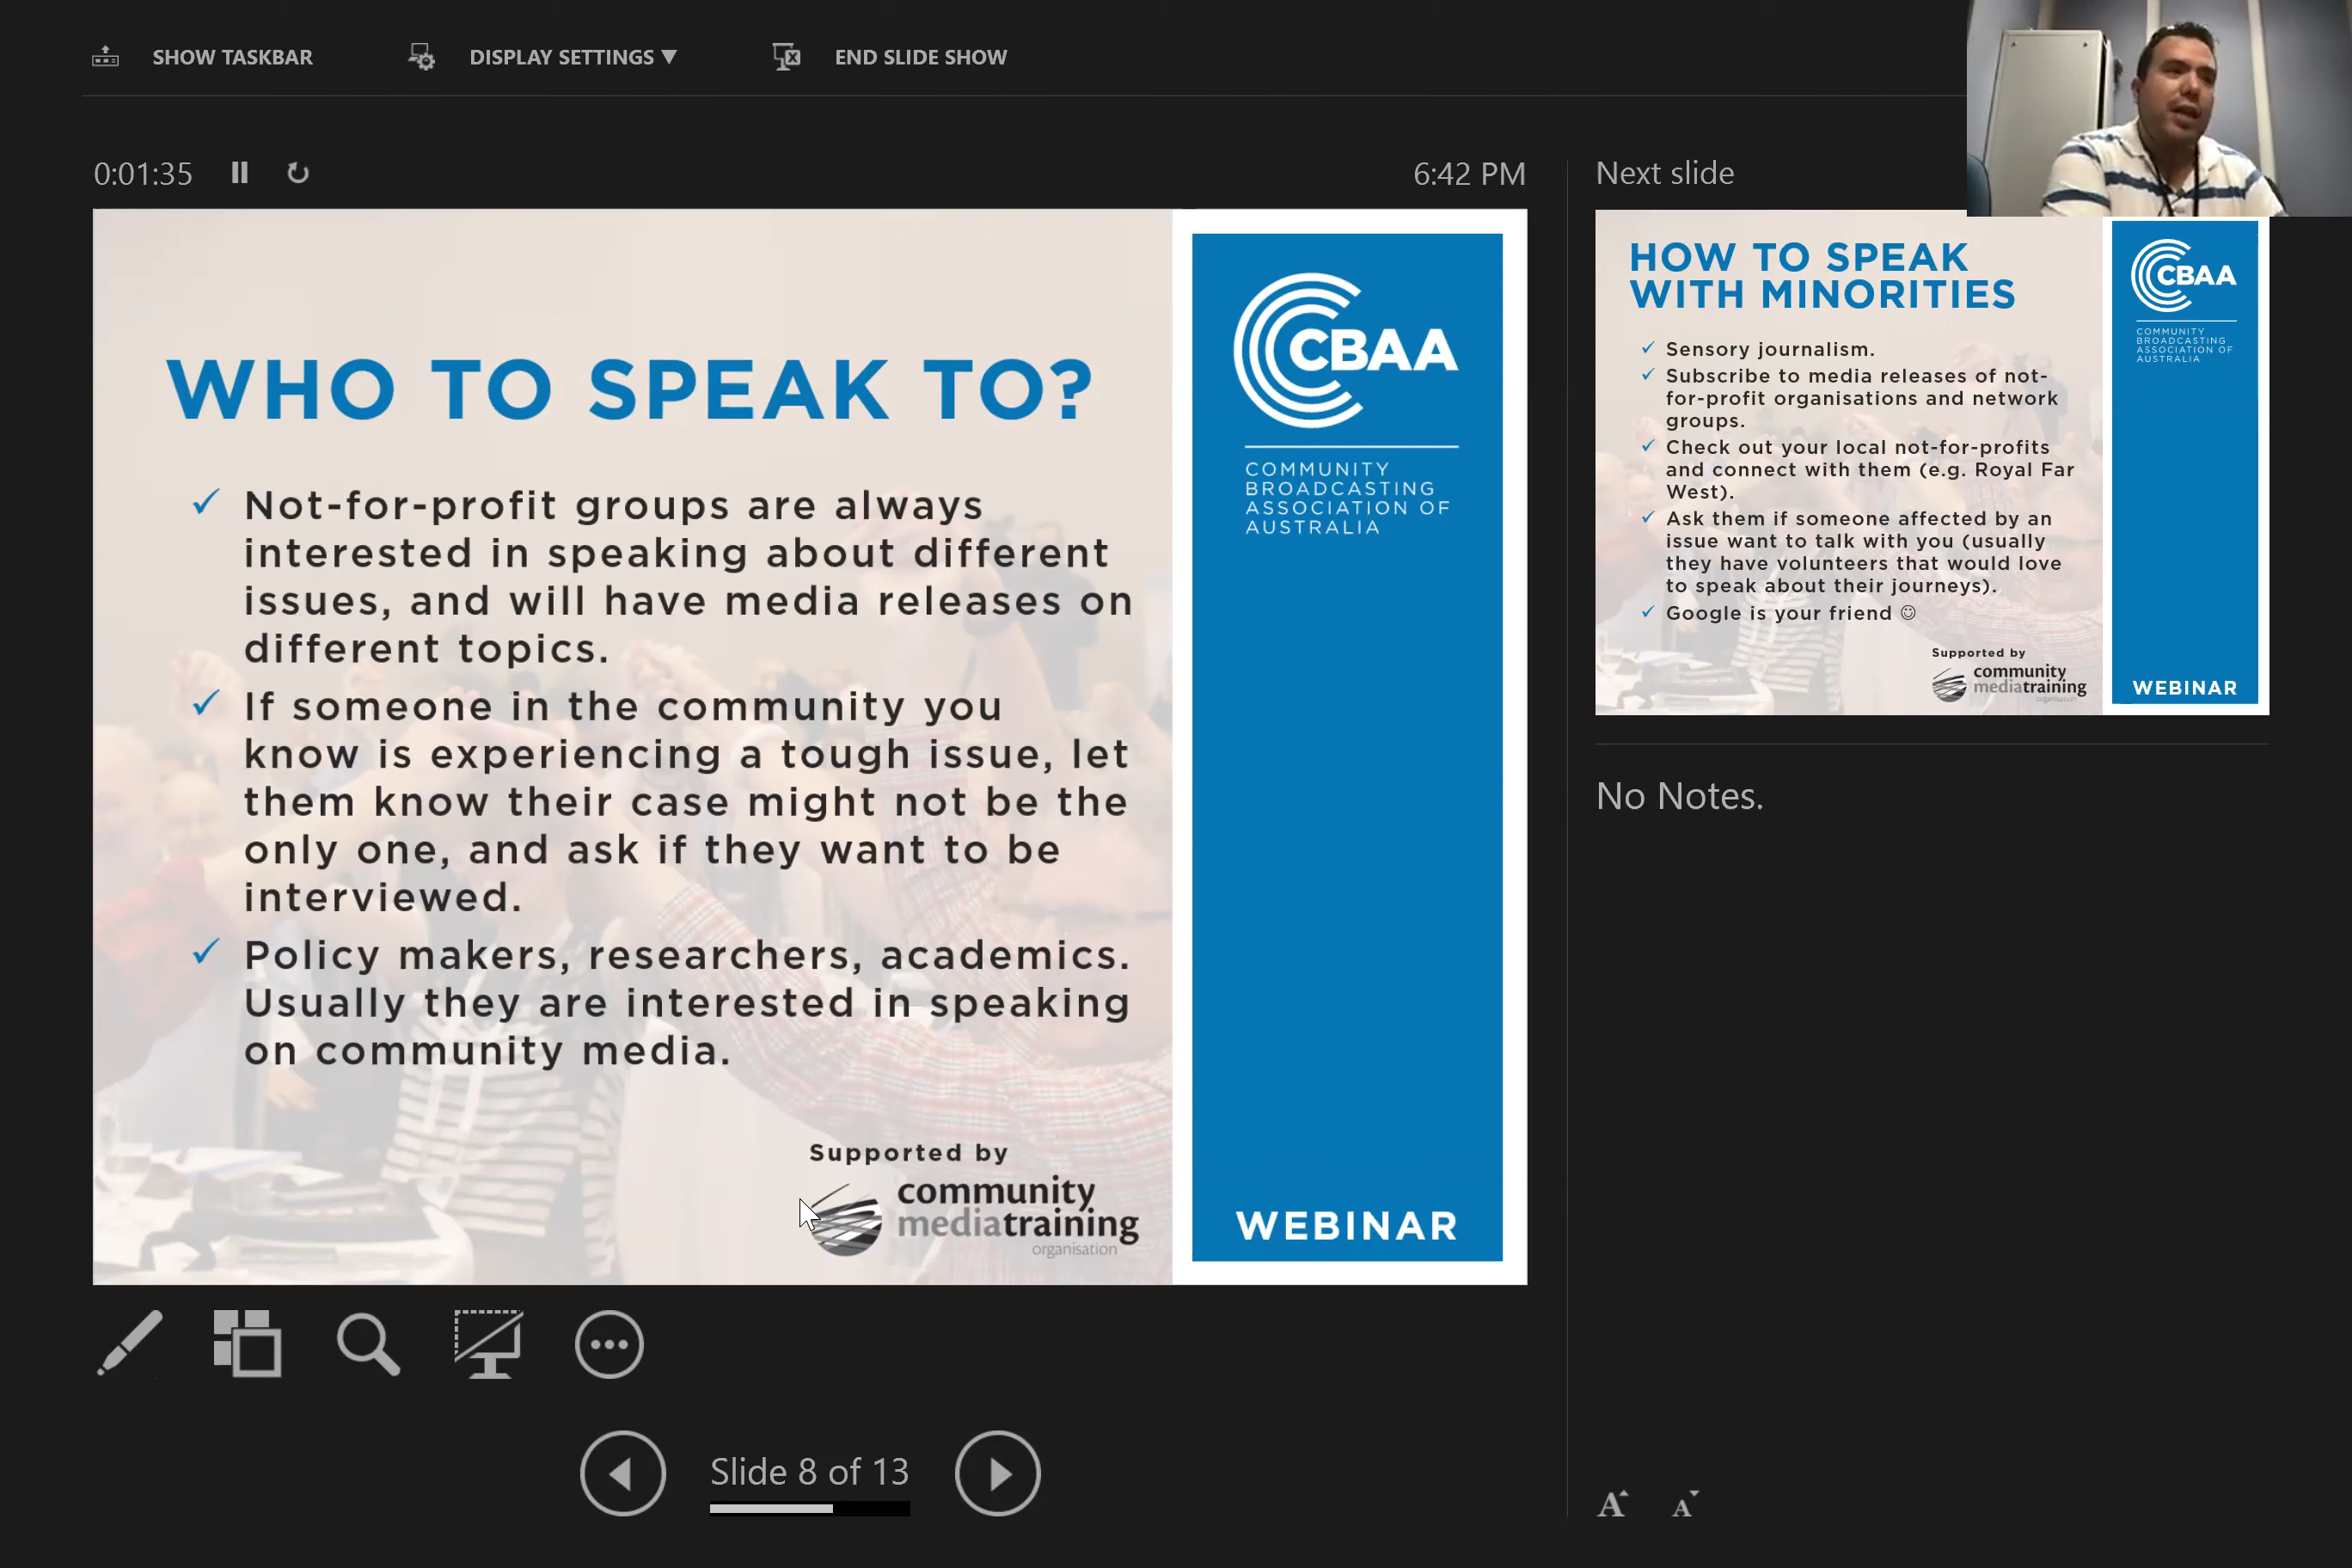 SHOW TASKBAR
DISPLAY SETTINGS ▼
END SLIDE SHOW
0:01:35
6:42 PM
WHO TO SPEAK TO?
✓ Not-for-profit groups are always
interested in speaking about different
issues, and will have media releases on
different topics.
✓ If someone in the community you
know is experiencing a tough issue, let
them know their case might not be the
only one, and ask if they want to be
interviewed.
✓ Policy makers, researchers, academics.
Usually they are interested in speaking
on community media.
Supported by
community
mediatraining
organisation
CBAA
COMMUNITY
BROADCASTING
ASSOCIATION OF
AUSTRALIA
WEBINAR
Slide 8 of 13
Next slide
HOW TO SPEAK
WITH MINORITIES
✓ Sensory journalism.
✓ Subscribe to media releases of not-
for-profit organisations and network
groups.
✓ Check out your local not-for-profits
and connect with them (e.g. Royal Far
West).
✓ Ask them if someone affected by an
issue want to talk with you (usually
they have volunteers that would love
to speak about their journeys).
✓ Google is your friend ☺
Supported by
community
mediatraining
organisation
CBAA
COMMUNITY
BROADCASTING
ASSOCIATION OF
AUSTRALIA
WEBINAR
No Notes.
A A